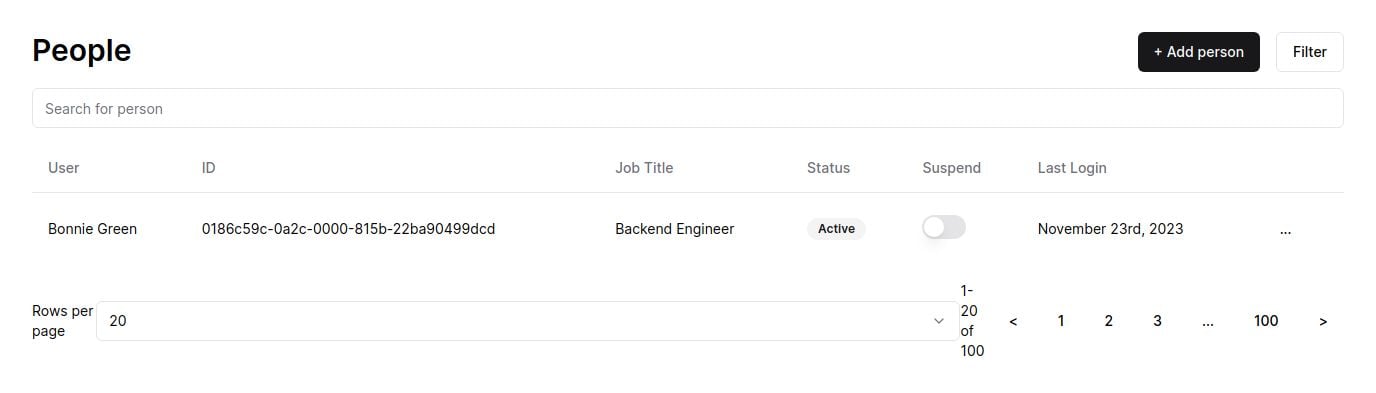 People
+ Add person
Filter
Search for person
User ID Job Title Status Suspend Last Login
Bonnie Green 0186c59c-0a2c-0000-815b-22ba90499dcd Backend Engineer Active November 23rd, 2023 ...
Rows per
page
20
1-
20
of
100
< 1 2 3 ... 100 >